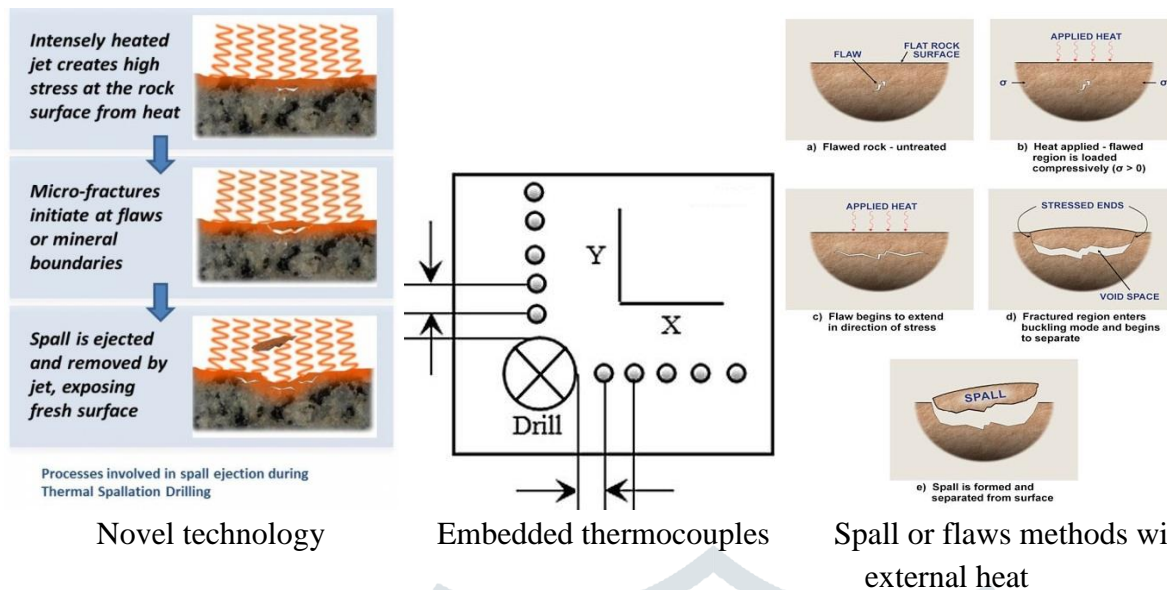 Intensely heated
jet creates high
stress at the rock
surface from heat
Micro-fractures
initiate at flaws
or mineral
boundaries
Spall is ejected
and removed by
jet, exposing
fresh surface
Processes involved in spall ejection during
Thermal Spallation Drilling
Novel technology
Y
X
Drill
Embedded thermocouples
FLAW
FLAT ROCK
SURFACE
a) Flawed rock - untreated
APPLIED HEAT
σ
σ
b) Heat applied - flawed
region is loaded
compressively (σ > 0)
APPLIED HEAT
c) Flaw begins to extend
in direction of stress
STRESSED ENDS
VOID SPACE
d) Fractured region enters
buckling mode and begins
to separate
SPALL
e) Spall is formed and
separated from surface
Spall or flaws methods wi
external heat